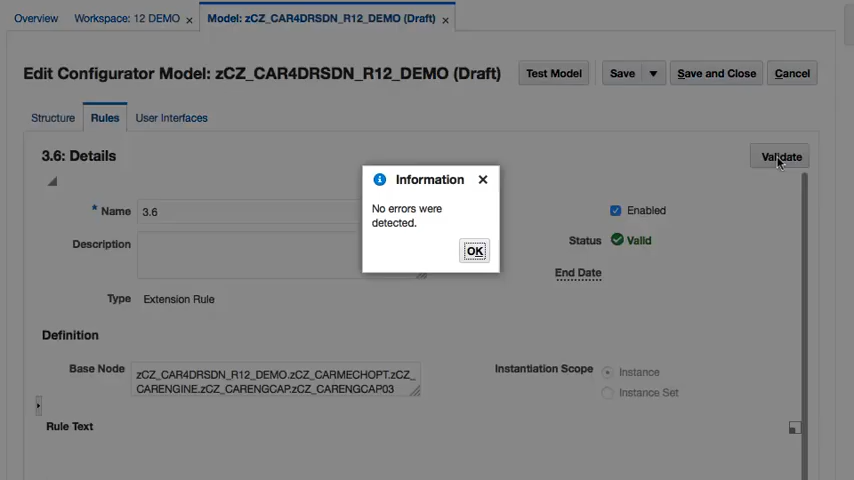 Overview
Workspace: 12 DEMO
Model: zCZ_CAR4DRSDN_R12_DEMO (Draft)
Edit Configurator Model: zCZ_CAR4DRSDN_R12_DEMO (Draft)
Test Model
Save
Save and Close
Cancel
Structure
Rules
User Interfaces
3.6: Details
Validate
Information
No errors were
detected.
OK
* Name
3.6
Enabled
Description
Status
Valid
End Date
Type
Extension Rule
Definition
Base Node
zCZ_CAR4DRSDN_R12_DEMO.zCZ_CARMECHOPT.zCZ_
CARENGINE.zCZ_CARENGCAP.zCZ_CARENGCAP03
Instantiation Scope
Instance
Instance Set
Rule Text